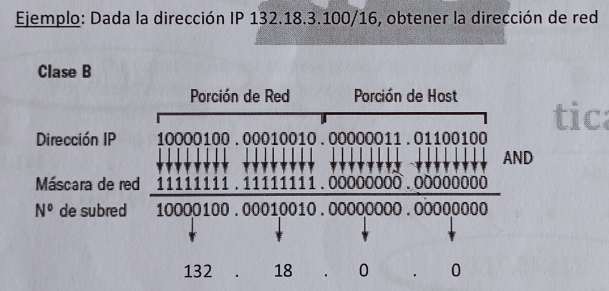 Ejemplo: Dada la dirección IP 132.18.3.100/16, obtener la dirección de red
Clase B
Porción de Red Porción de Host
Dirección IP 10000100 . 00010010 . 00000011 . 01100100
AND
Máscara de red 11111111 . 11111111 . 00000000 . 00000000
Nº de subred 10000100 . 00010010 . 00000000 . 00000000
132 . 18 . 0 . 0